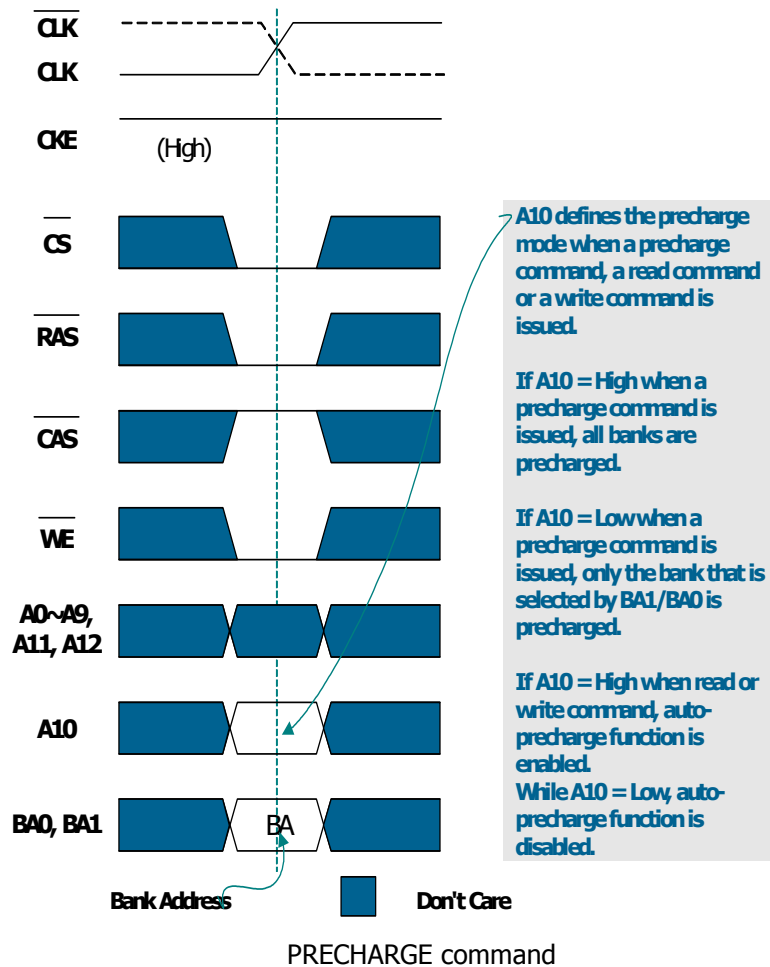 CLK
CLK
CKE
(High)
CS
RAS
CAS
WE
A0~A9,
A11, A12
A10
BA0, BA1
BA
Bank Address
Don't Care
A10 defines the precharge
mode when a precharge
command, a read command
or a write command is
issued.
If A10 = High when a
precharge command is
issued, all banks are
precharged.
If A10 = Low when a
precharge command is
issued, only the bank that is
selected by BA1/BA0 is
precharged.
If A10 = High when read or
write command, auto-
precharge function is
enabled.
While A10 = Low, auto-
precharge function is
disabled.
PRECHARGE command